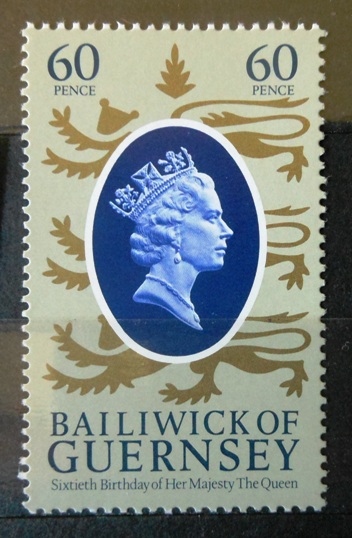 60 60
PENCE PENCE
BAILIWICK OF
GUERNSEY
Sixtieth Birthday of Her Majesty The Queen